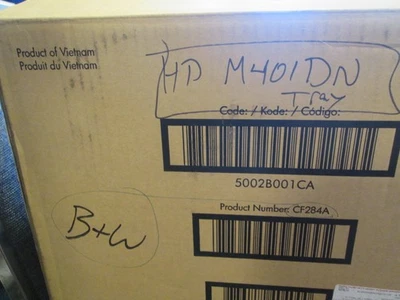 Product of Vietnam
Produit du Vietnam
HP M401DN
Tray
Code: / Kode: / Código:
5002B001CA
Product Number: CF284A
B+W